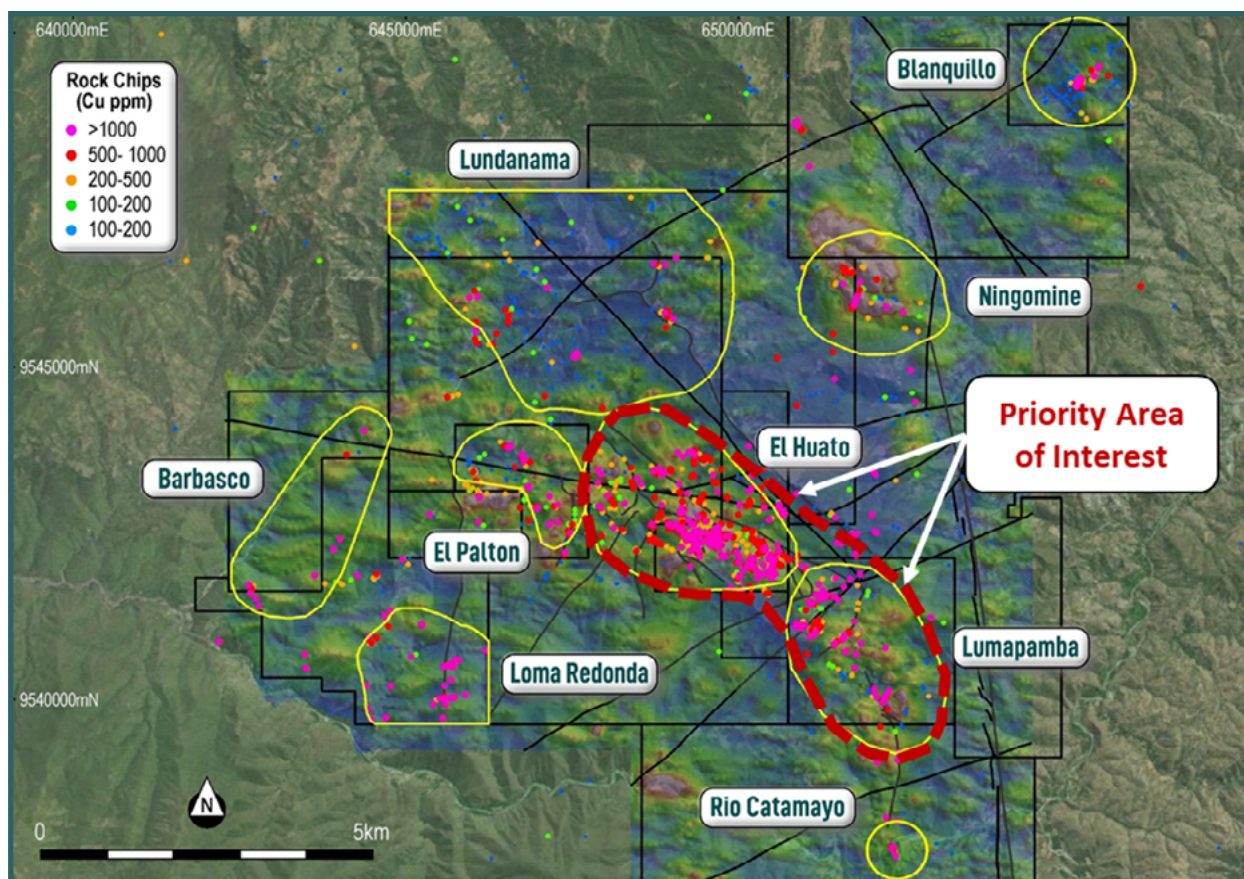 640000mE
645000mE
650000mE
Rock Chips
(Cu ppm)
>1000
500- 1000
200-500
100-200
100-200
Blanquillo
Lundanama
Ningomine
9545000mN
Priority Area
of Interest
El Huato
Barbasco
El Palton
Lumapamba
Loma Redonda
9540000mN
Rio Catamayo
N
0
5km